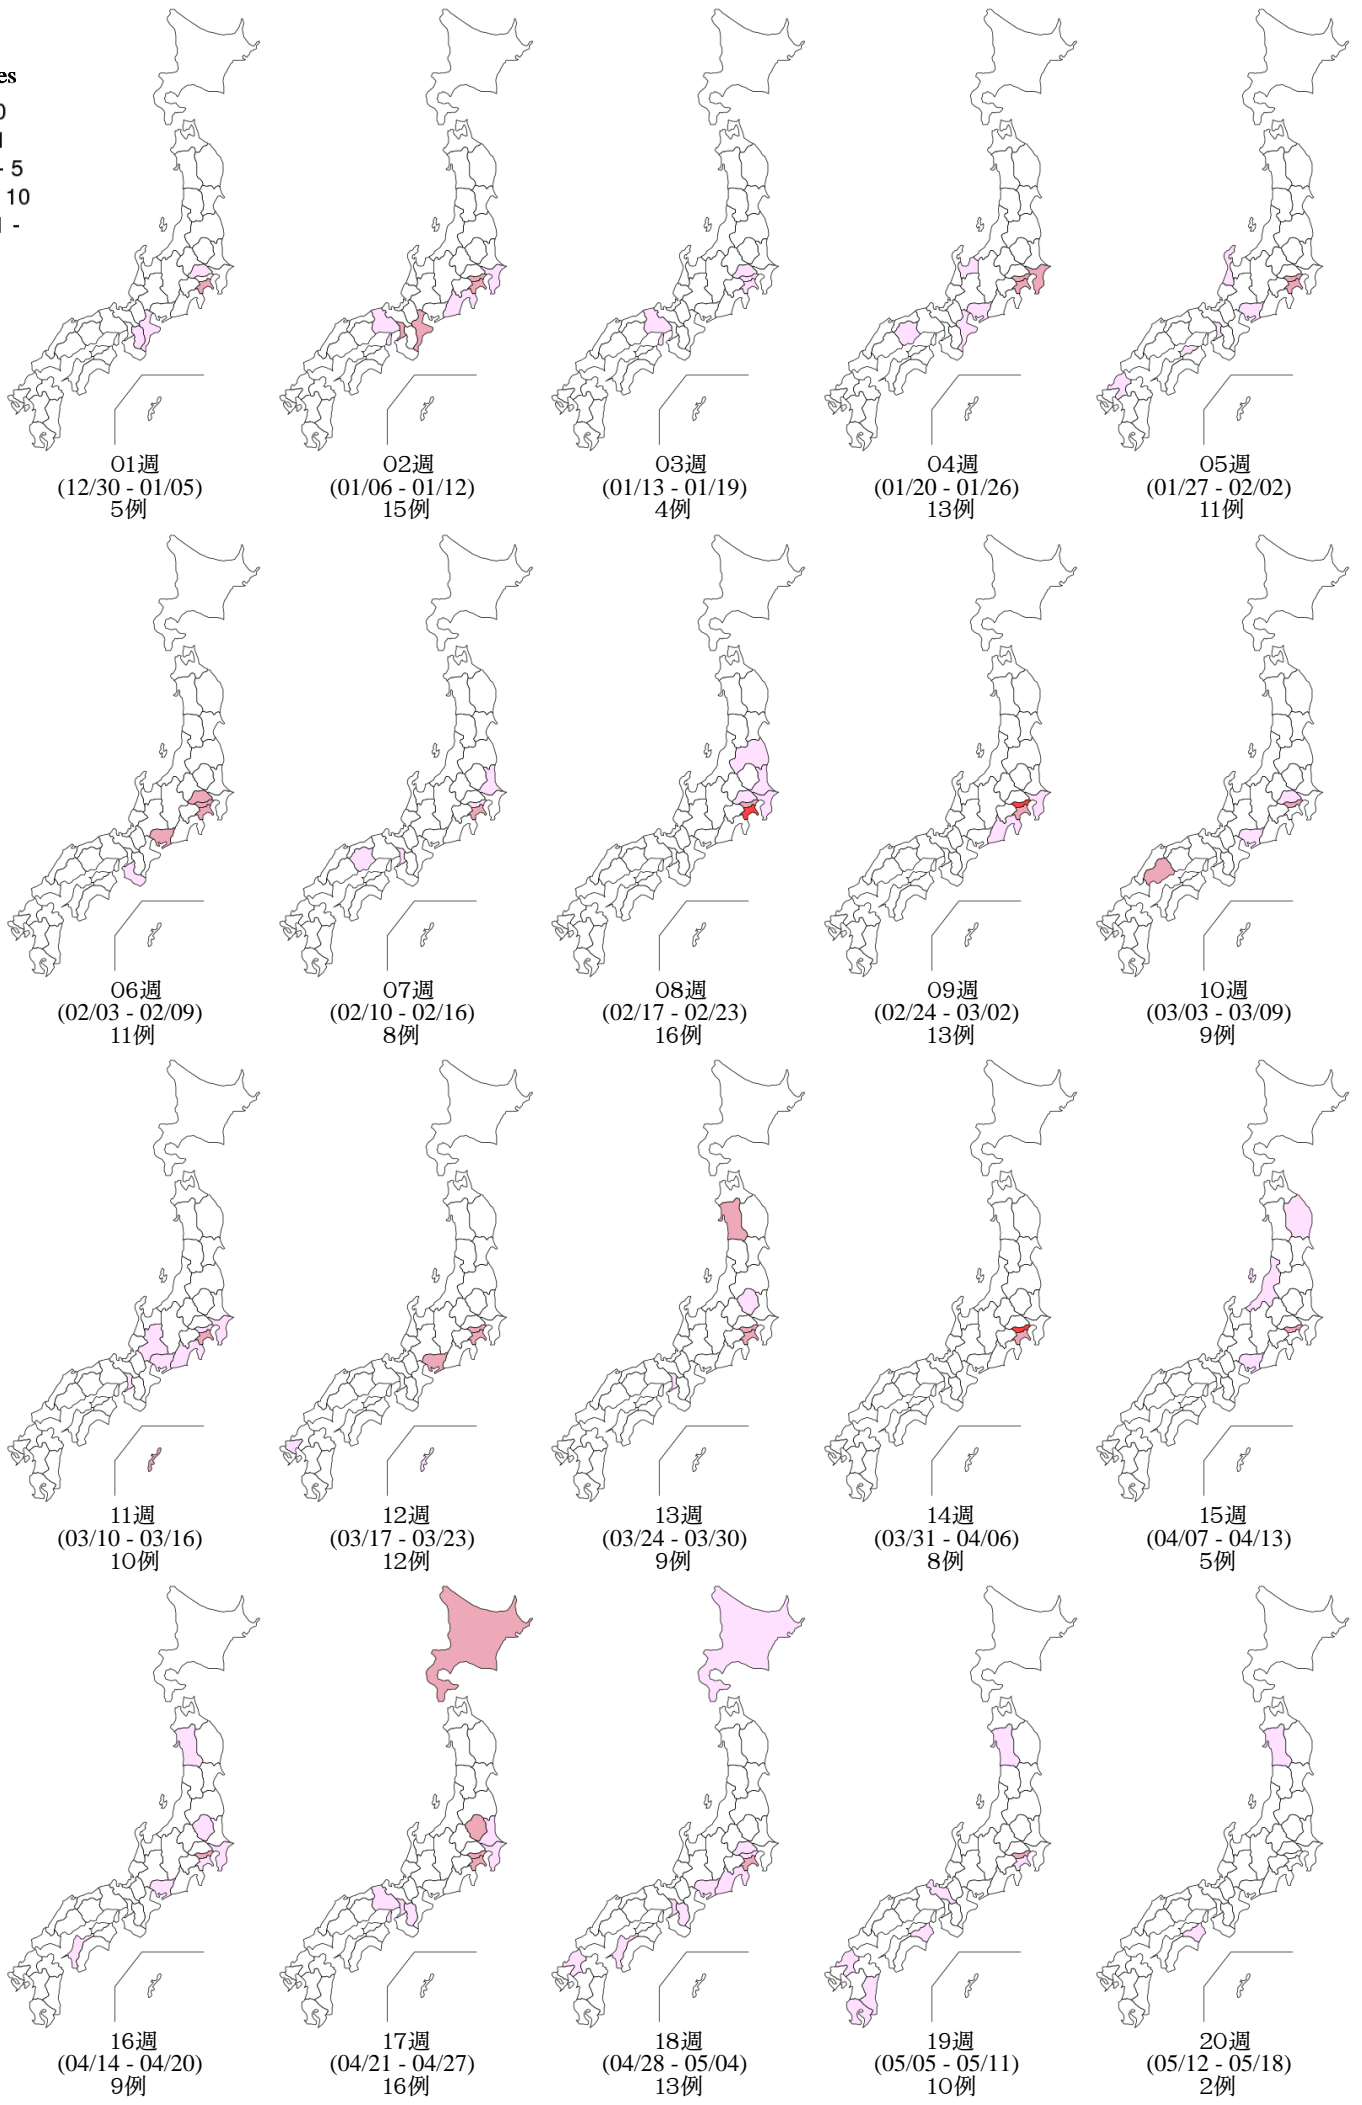 es
0
1
- 5
10
1 -
01週
(12/30 - 01/05)
5例
02週
(01/06 - 01/12)
15例
03週
(01/13 - 01/19)
4例
04週
(01/20 - 01/26)
13例
05週
(01/27 - 02/02)
11例
06週
(02/03 - 02/09)
11例
07週
(02/10 - 02/16)
8例
08週
(02/17 - 02/23)
16例
09週
(02/24 - 03/02)
13例
10週
(03/03 - 03/09)
9例
11週
(03/10 - 03/16)
10例
12週
(03/17 - 03/23)
12例
13週
(03/24 - 03/30)
9例
14週
(03/31 - 04/06)
8例
15週
(04/07 - 04/13)
5例
16週
(04/14 - 04/20)
9例
17週
(04/21 - 04/27)
16例
18週
(04/28 - 05/04)
13例
19週
(05/05 - 05/11)
10例
20週
(05/12 - 05/18)
2例